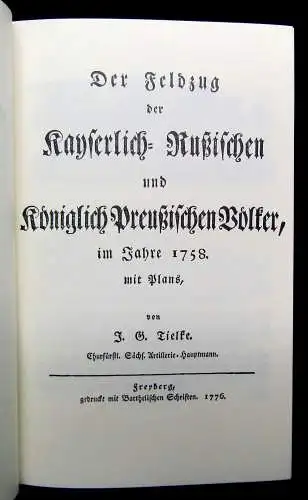 Der Feldzug
der
Kayserlich-Rußischen
und
Königlich Preußischen Völker,
im Jahre 1758.
mit Plans,
von
J. G. Tielke.
Churfürstl. Sächs. Artillerie-Hauptmann.
Freyberg,
gedruckt mit Barthelischen Schriften. 1776.